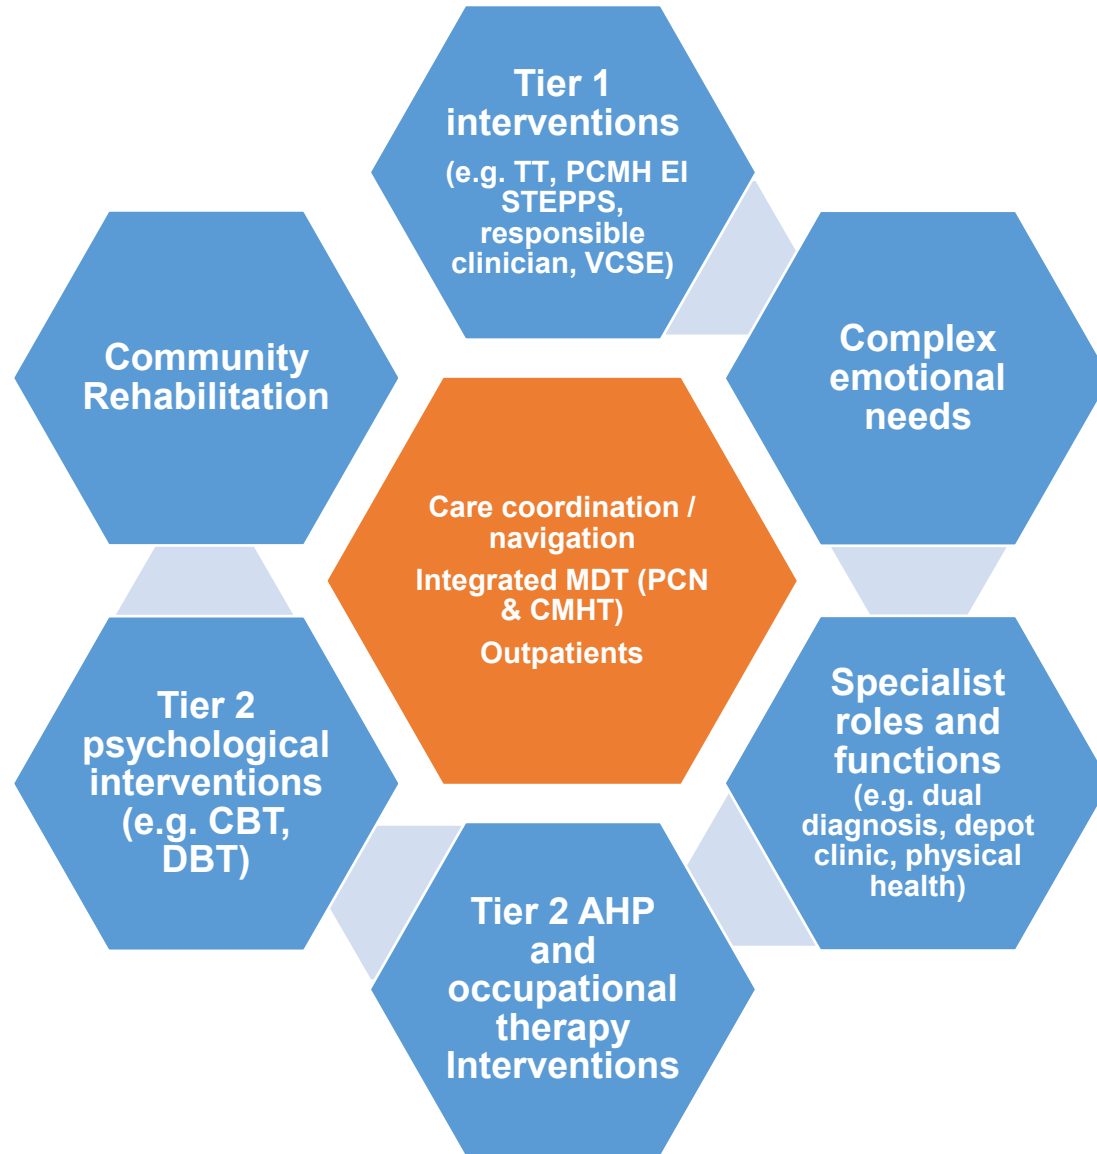 Tier 1
interventions
(e.g. TT, PCMH EI
STEPPS,
responsible
clinician, VCSE)
Complex
emotional
needs
Specialist
roles and
functions
(e.g. dual
diagnosis, depot
clinic, physical
health)
Tier 2 AHP
and
occupational
therapy
Interventions
Tier 2
psychological
interventions
(e.g. CBT,
DBT)
Community
Rehabilitation
Care coordination /
navigation
Integrated MDT (PCN
& CMHT)
Outpatients